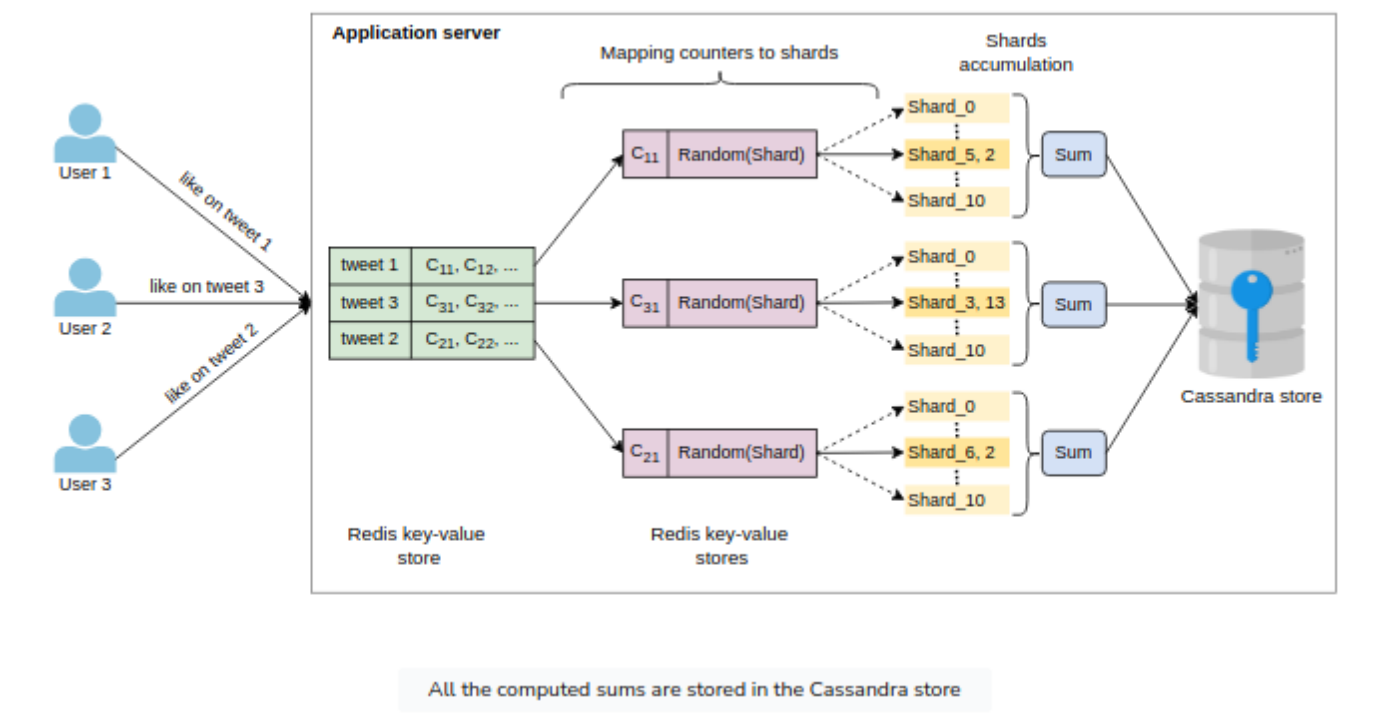 Application server
Mapping counters to shards
Shards
accumulation
User 1
like on tweet 1
User 2
like on tweet 3
User 3
like on tweet 2
tweet 1 C11, C12, ...
tweet 3 C31, C32, ...
tweet 2 C21, C22, ...
Redis key-value
store
C11 Random(Shard)
C31 Random(Shard)
C21 Random(Shard)
Redis key-value
stores
Shard_0
Shard_5, 2
Shard_10
Sum
Shard_0
Shard_3, 13
Shard_10
Sum
Shard_0
Shard_6, 2
Shard_10
Sum
Cassandra store
All the computed sums are stored in the Cassandra store